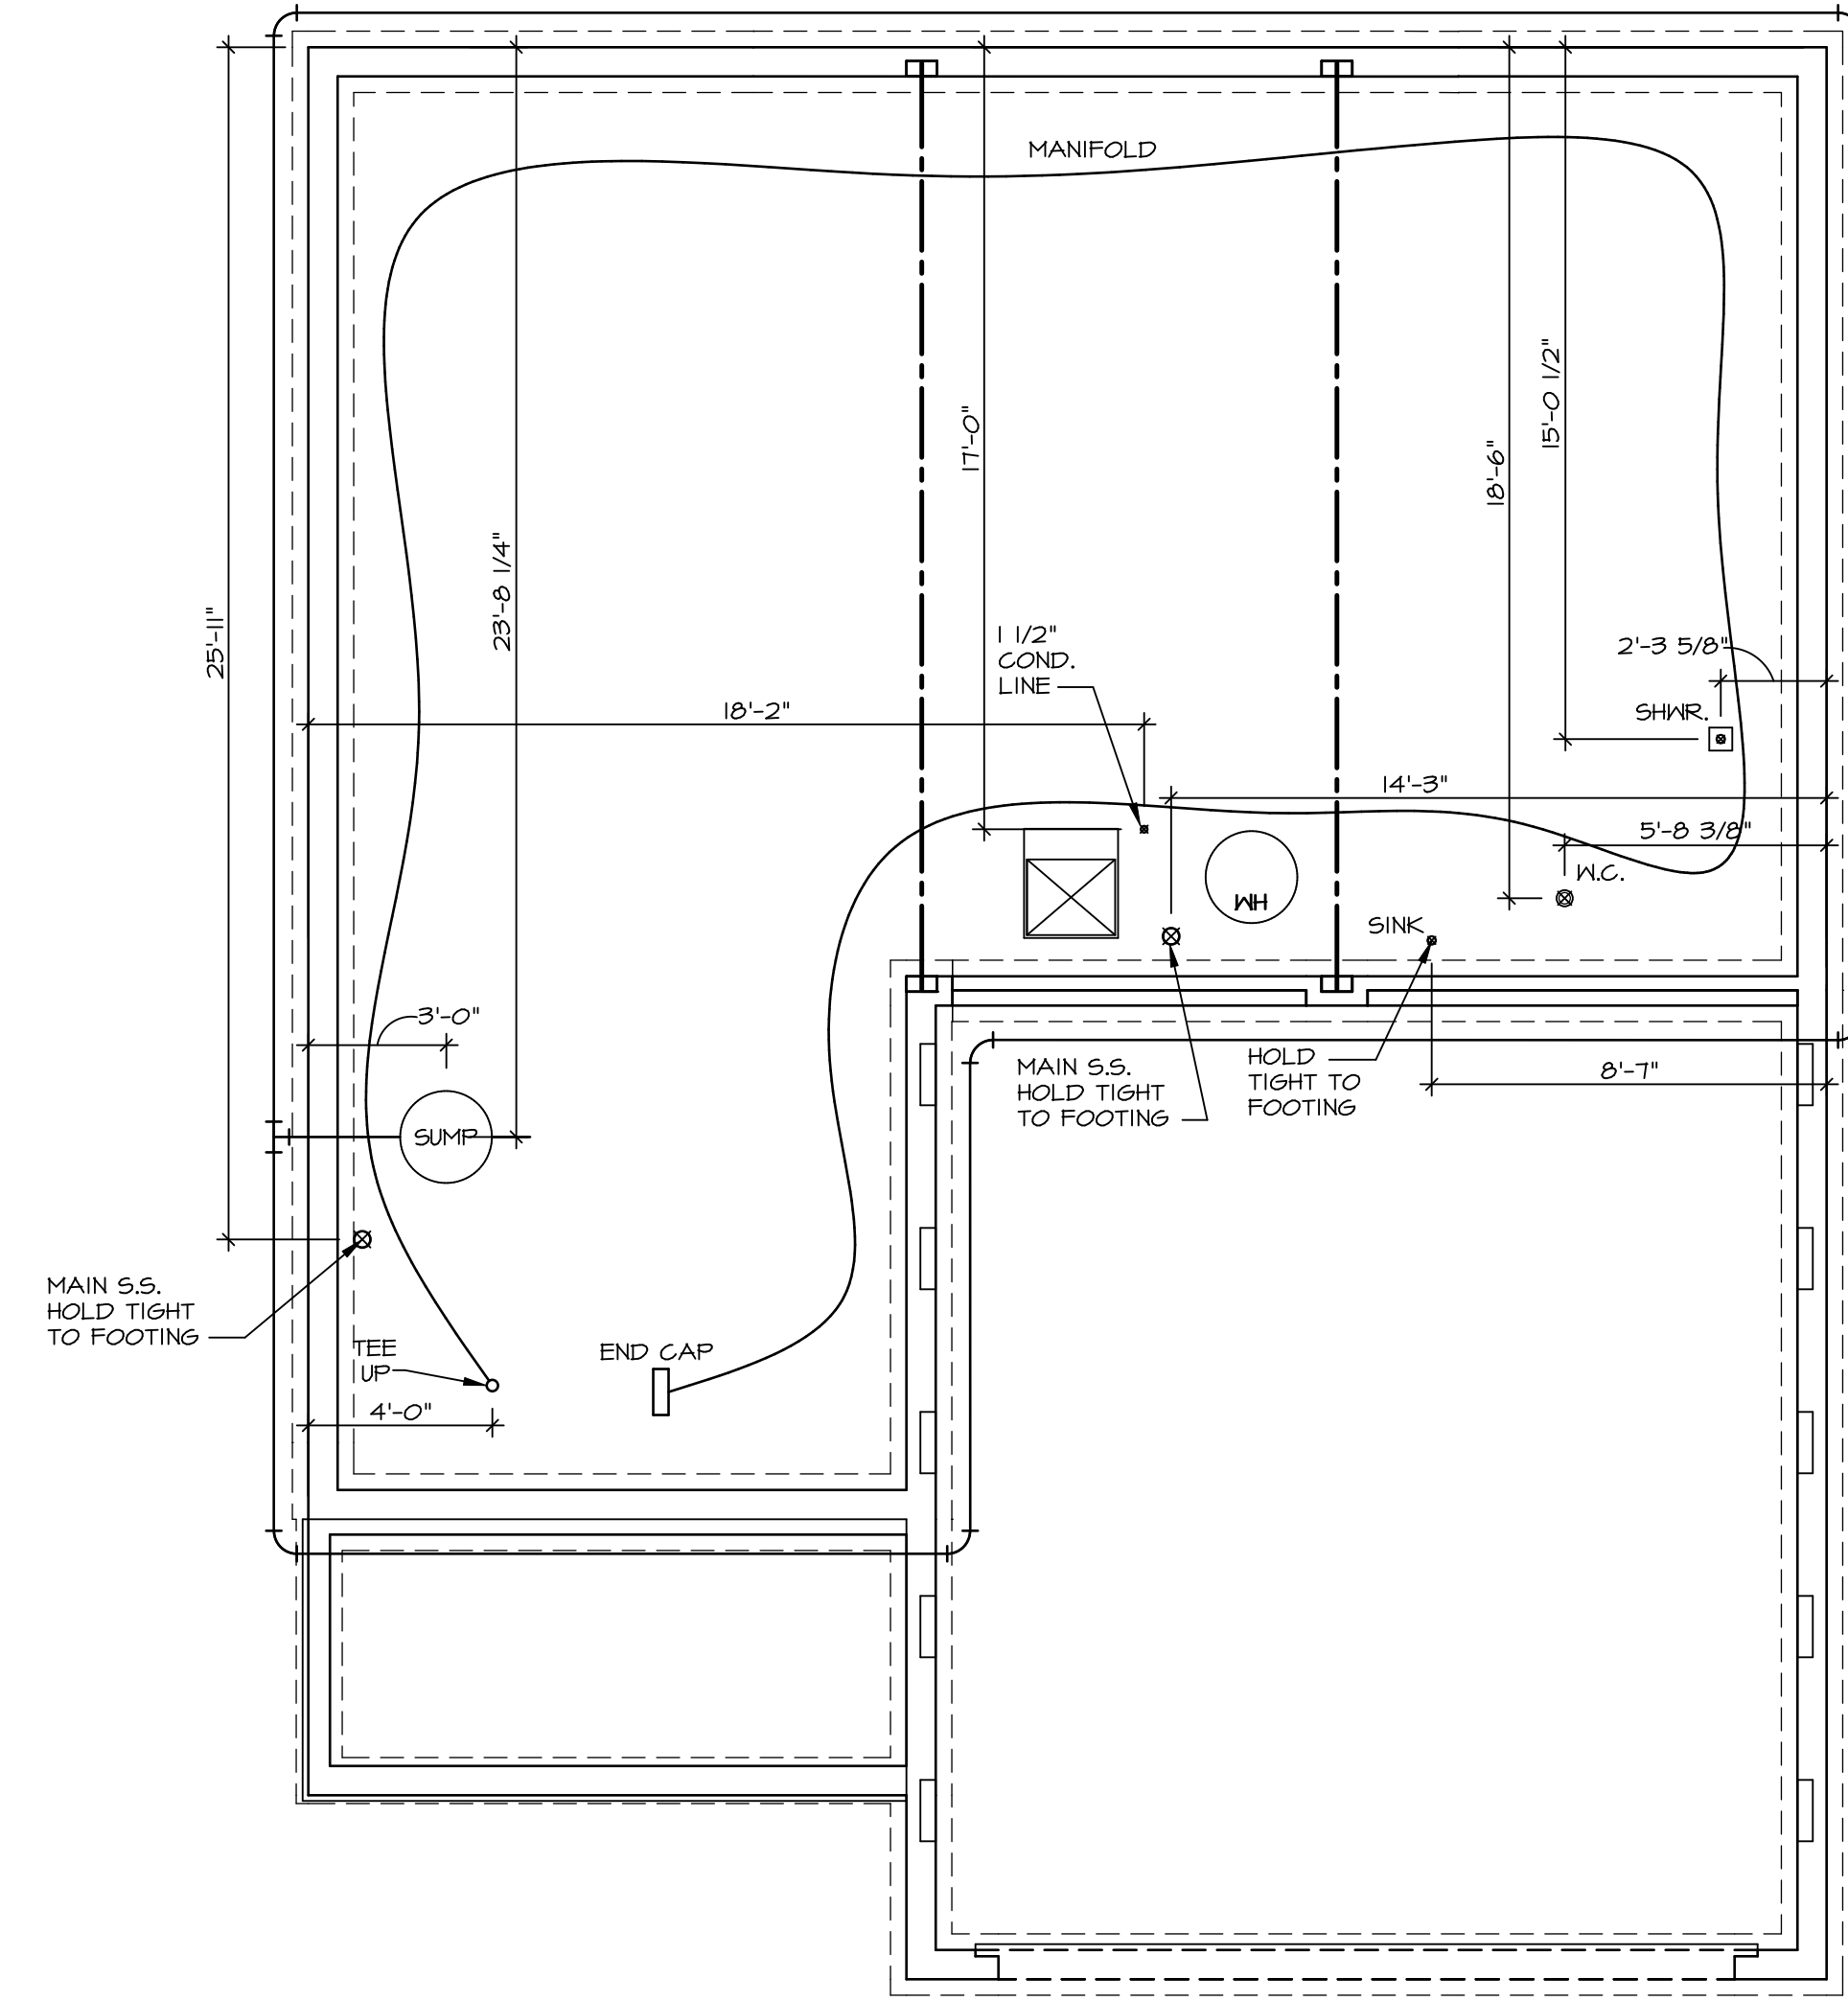 MANIFOLD
15'-0 1/2"
17'-0"
18'-6"
23'-8 1/4"
25'-11"
1 1/2"
COND.
LINE
2'-3 5/8"
18'-2"
SHWR.
14'-3"
5'-8 3/8"
W.C.
WH
SINK
3'-0"
SUMP
MAIN S.S.
HOLD TIGHT
TO FOOTING
HOLD
TIGHT TO
FOOTING
8'-7"
MAIN S.S.
HOLD TIGHT
TO FOOTING
TEE
UP
END CAP
4'-0"